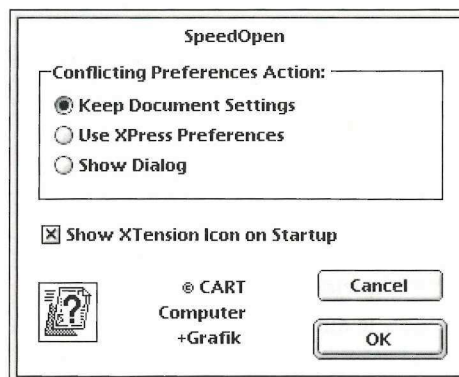 SpeedOpen
Conflicting Preferences Action:
Keep Document Settings
Use XPress Preferences
Show Dialog
Show XTension Icon on Startup
© CART
Computer
+Grafik
Cancel
OK
?